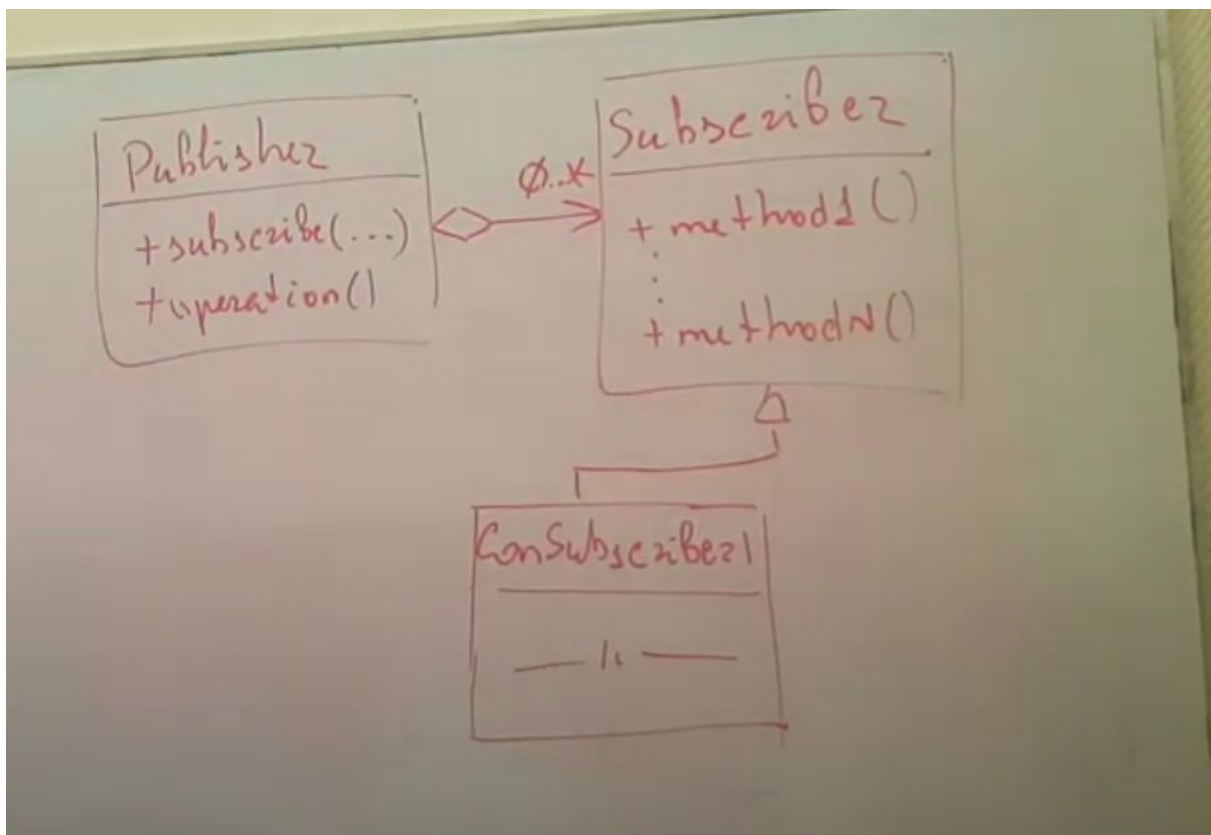 Publisher
+subscribe(...)
+operation()
0..*
Subscriber
+ method1()
+ methodN()
ConSubscriber1
— 〃 —